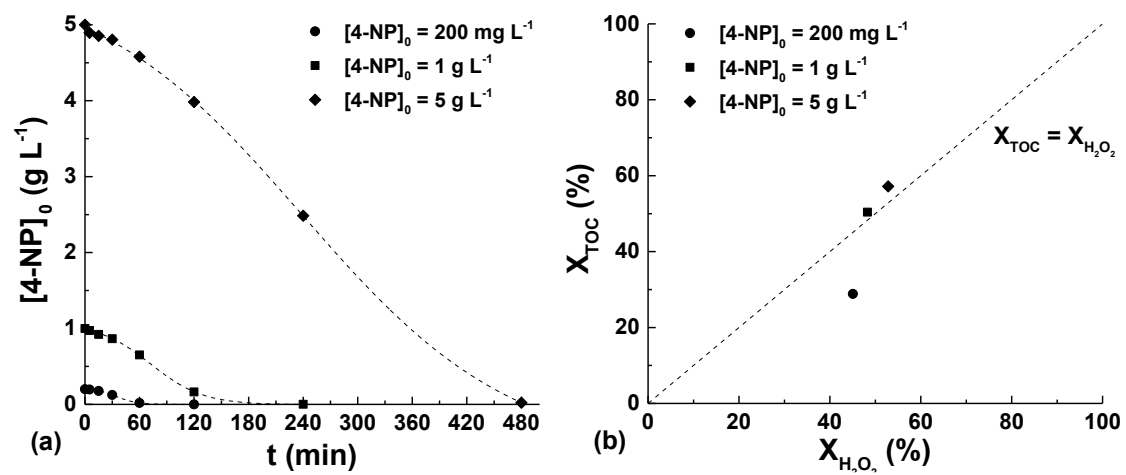 [4-NP]₀ (g L⁻¹)
5
4
3
2
1
0
[4-NP]₀ = 200 mg L⁻¹
[4-NP]₀ = 1 g L⁻¹
[4-NP]₀ = 5 g L⁻¹
0 60 120 180 240 300 360 420 480
(a)
t (min)
X_TOC (%)
100
80
60
40
20
0
[4-NP]₀ = 200 mg L⁻¹
[4-NP]₀ = 1 g L⁻¹
[4-NP]₀ = 5 g L⁻¹
X_TOC = X_H₂O₂
0 20 40 60 80 100
(b)
X_H₂O₂ (%)